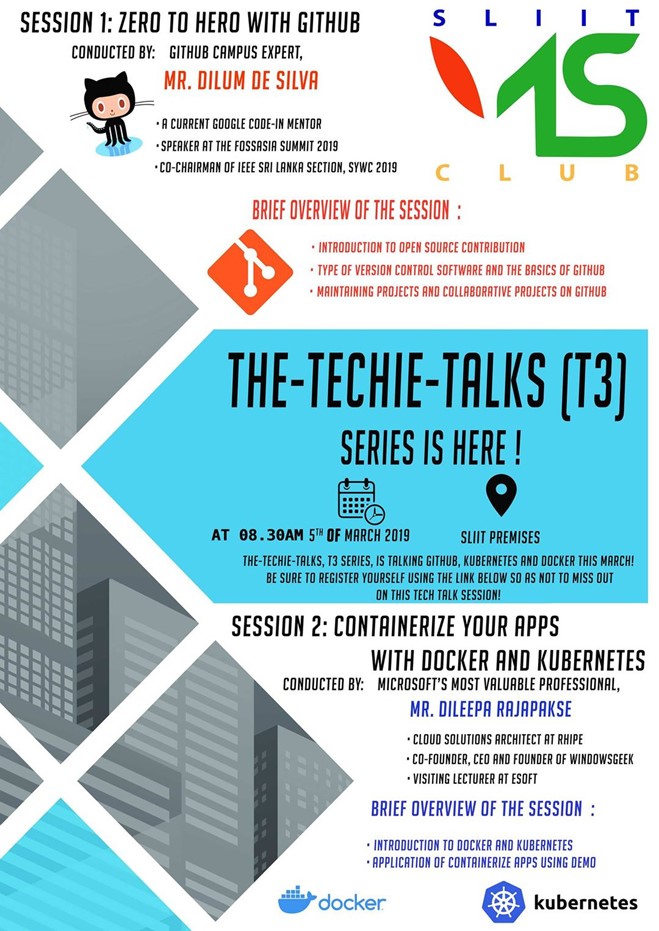 SESSION 1: ZERO TO HERO WITH GITHUB
CONDUCTED BY: GITHUB CAMPUS EXPERT,
MR. DILUM DE SILVA
• A CURRENT GOOGLE CODE-IN MENTOR
• SPEAKER AT THE FOSSASIA SUMMIT 2019
• CO-CHAIRMAN OF IEEE SRI LANKA SECTION, SYWC 2019
SLIIT
MS
CLUB
BRIEF OVERVIEW OF THE SESSION :
• INTRODUCTION TO OPEN SOURCE CONTRIBUTION
• TYPE OF VERSION CONTROL SOFTWARE AND THE BASICS OF GITHUB
• MAINTAINING PROJECTS AND COLLABORATIVE PROJECTS ON GITHUB
THE-TECHIE-TALKS (T3)
SERIES IS HERE !
AT 08.30AM 5TH OF MARCH 2019
SLIIT PREMISES
THE-TECHIE-TALKS, T3 SERIES, IS TALKING GITHUB, KUBERNETES AND DOCKER THIS MARCH!
BE SURE TO REGISTER YOURSELF USING THE LINK BELOW SO AS NOT TO MISS OUT
ON THIS TECH TALK SESSION!
SESSION 2: CONTAINERIZE YOUR APPS
WITH DOCKER AND KUBERNETES
CONDUCTED BY: MICROSOFT'S MOST VALUABLE PROFESSIONAL,
MR. DILEEPA RAJAPAKSE
• CLOUD SOLUTIONS ARCHITECT AT RHIPE
• CO-FOUNDER, CEO AND FOUNDER OF WINDOWSGEEK
• VISITING LECTURER AT ESOFT
BRIEF OVERVIEW OF THE SESSION :
• INTRODUCTION TO DOCKER AND KUBERNETES
• APPLICATION OF CONTAINERIZE APPS USING DEMO
docker
kubernetes